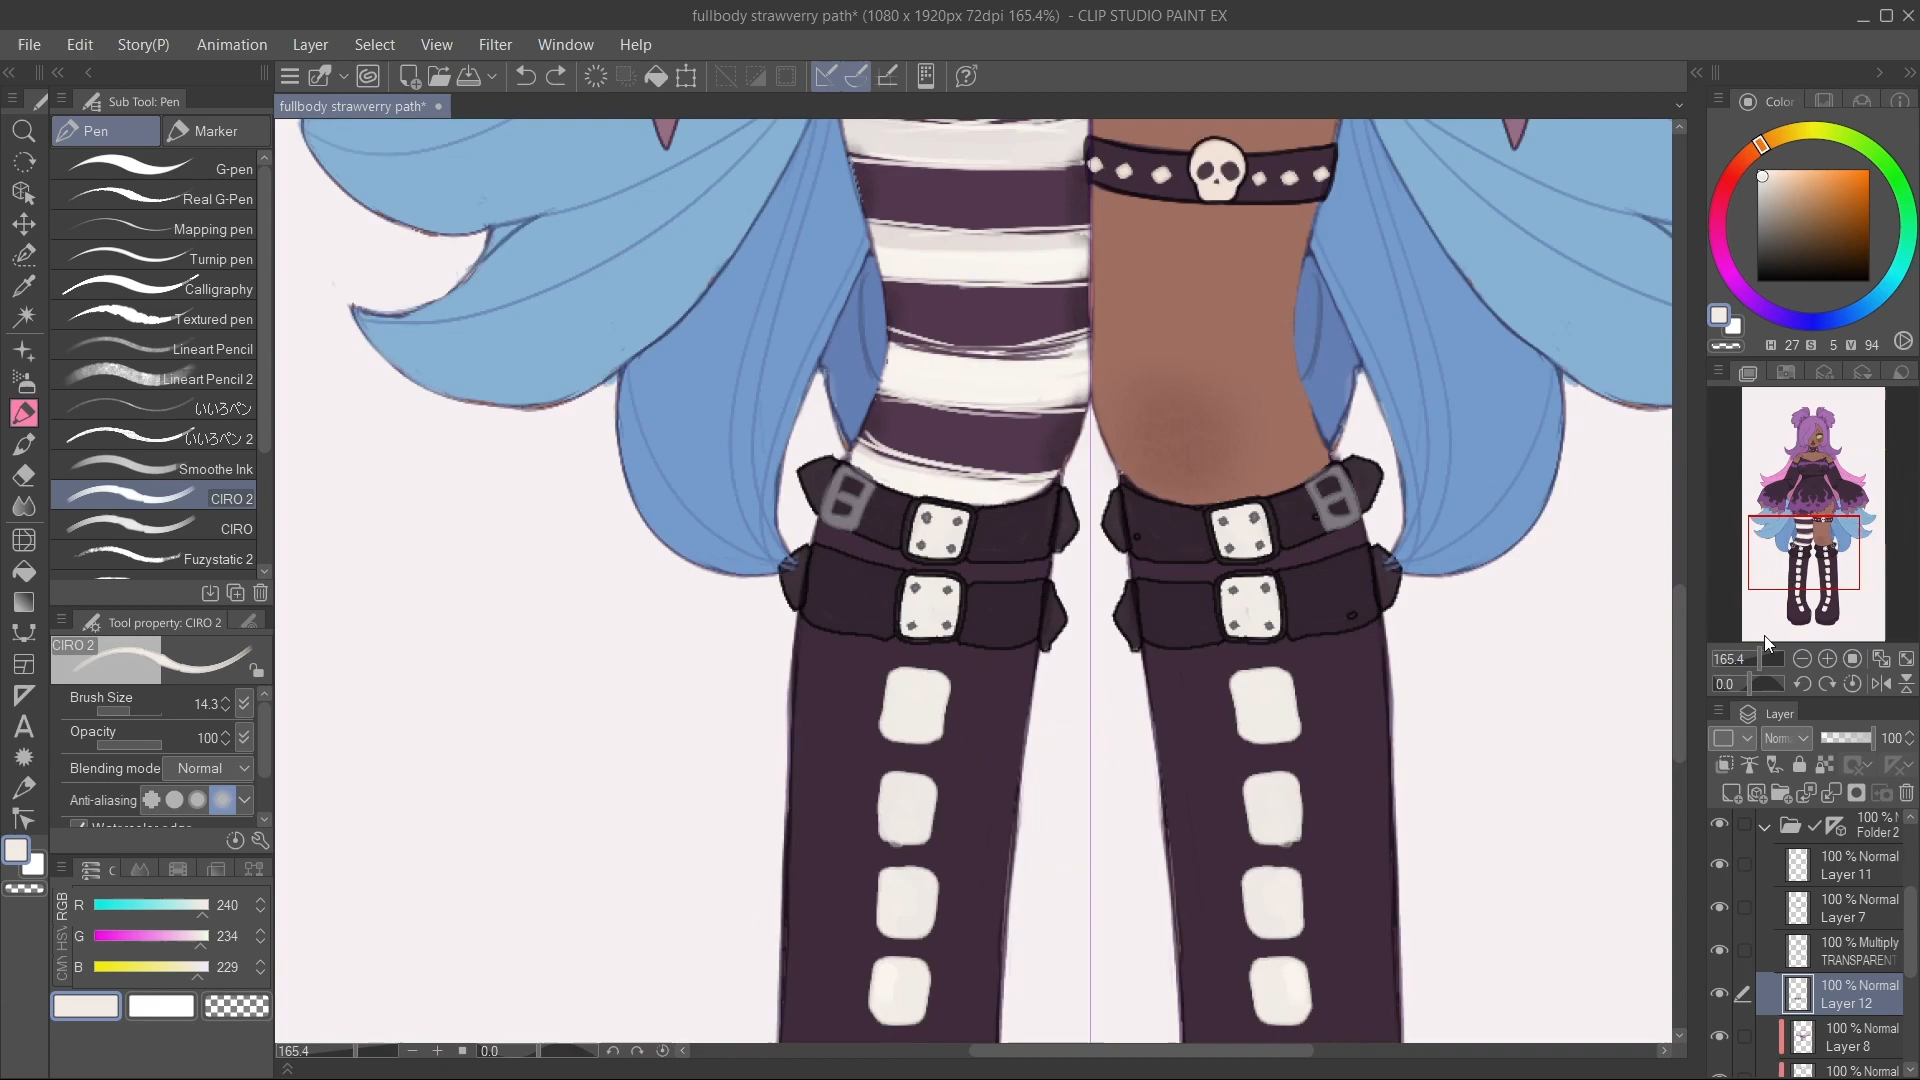 fullbody strawverry path* (1080 x 1920px 72dpi 165.4%) - CLIP STUDIO PAINT EX
File Edit Story(P) Animation Layer Select View Filter Window Help
Sub Tool: Pen
fullbody strawverry path*
Color
Pen
Marker
G-pen
Real G-Pen
Mapping pen
Turnip pen
Calligraphy
Textured pen
Lineart Pencil
Lineart Pencil 2
いいろペン
いいろペン 2
Smoothe Ink
CIRO 2
CIRO
Fuzystatic 2
H 27 S 5 V 94
Tool property: CIRO 2
CIRO 2
Brush Size 14.3
Opacity 100
Blending mode Normal
Anti-aliasing
165.4
0.0
Layer
Norm 100
C
RGB
HSV
CMY
R 240
G 234
B 229
100 %
Folder 2
100 % Normal
Layer 11
100 % Normal
Layer 7
100 % Multiply
TRANSPARENT
100 % Normal
Layer 12
100 % Normal
Layer 8
100 % Normal
165.4 0.0